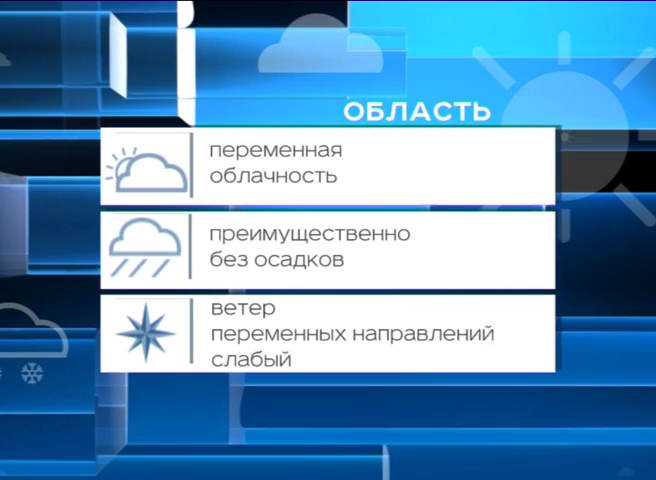 ОБЛАСТЬ
переменная
облачность
преимущественно
без осадков
ветер
переменных направлений
слабый